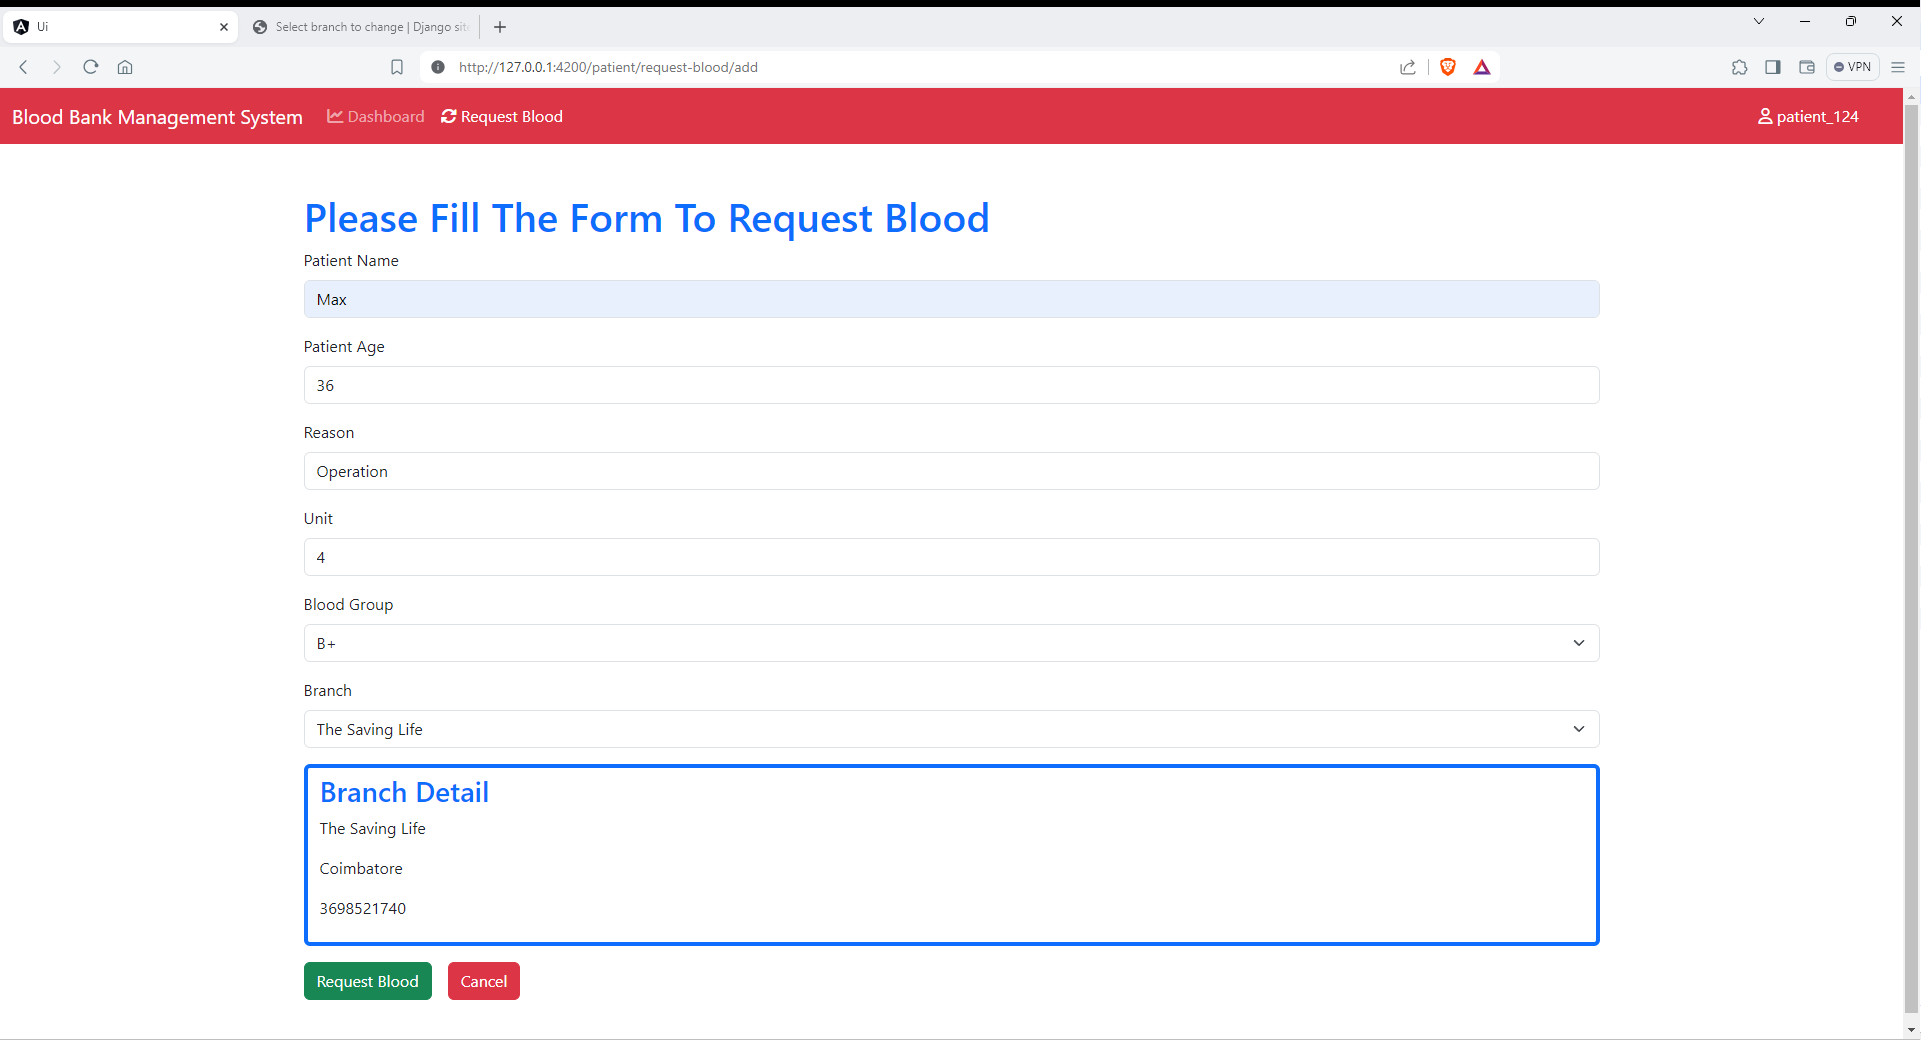 Ui
Select branch to change | Django sit
http://127.0.0.1:4200/patient/request-blood/add
VPN
Blood Bank Management System Dashboard Request Blood patient_124
Please Fill The Form To Request Blood
Patient Name
Max
Patient Age
36
Reason
Operation
Unit
4
Blood Group
B+
Branch
The Saving Life
Branch Detail
The Saving Life
Coimbatore
3698521740
Request Blood Cancel